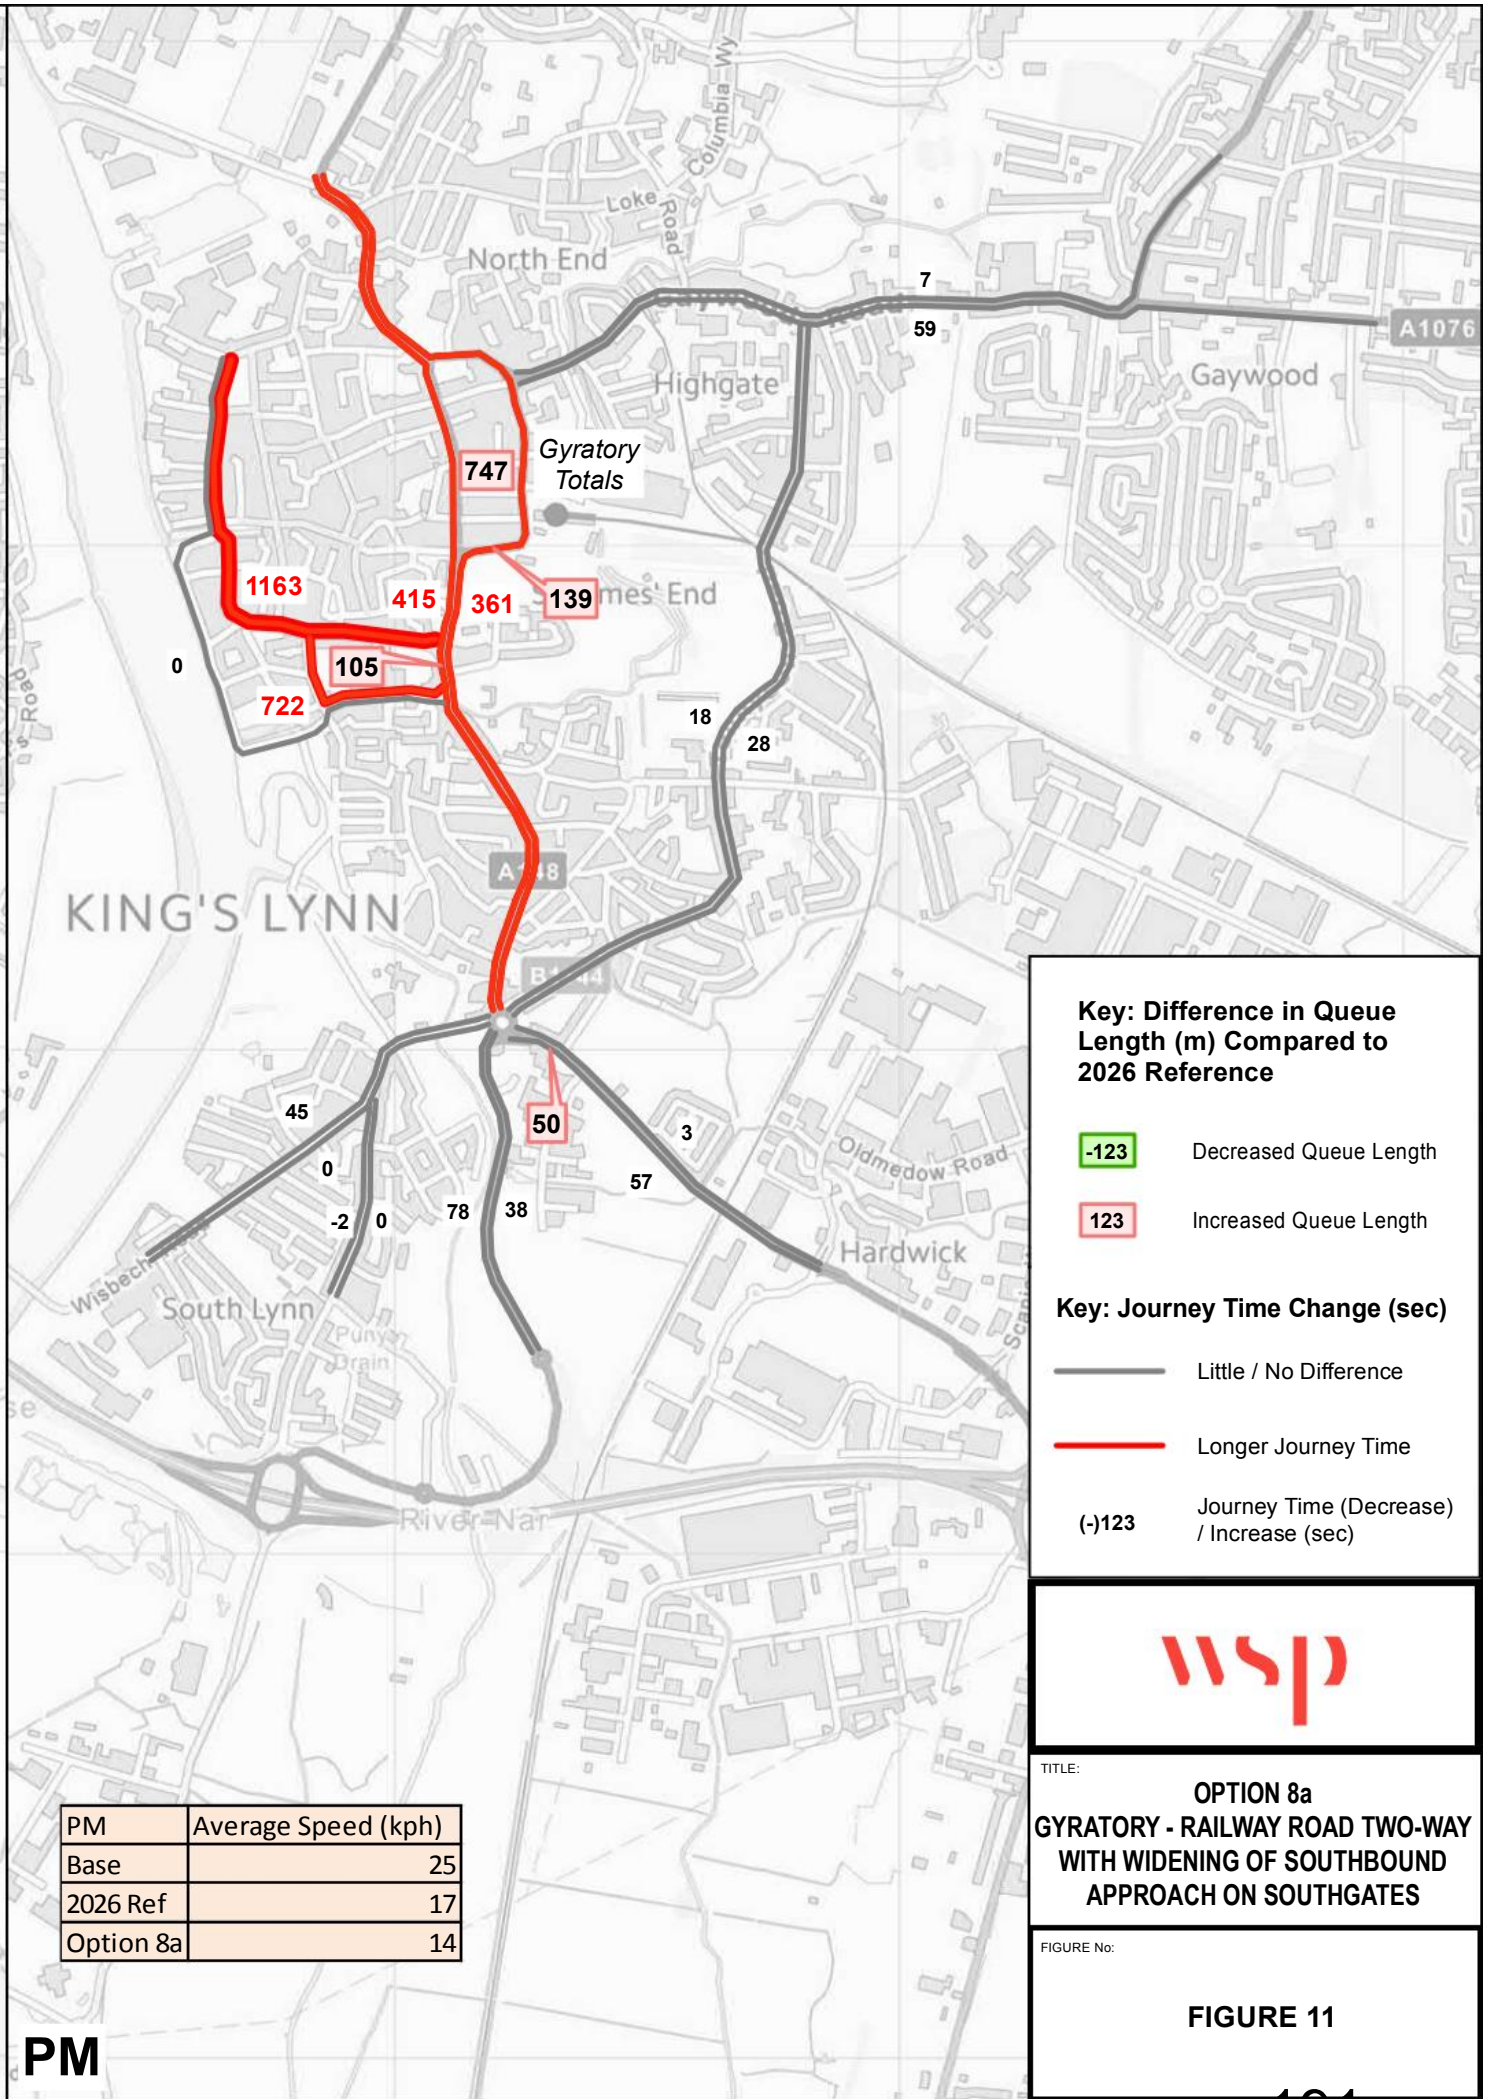 Columbia Wy
Loke Road
North End
7
59
A1076
Gaywood
Highgate
Gyratory
Totals
747
1163
415
361
139
mes' End
0
105
722
18
28
s Road
KING'S LYNN
45
0
50
3
57
Oldmedow Road
-2
0
78
38
Hardwick
Wisbech
South Lynn
Puny
Drain
se
River Nar
Key: Difference in Queue
Length (m) Compared to
2026 Reference
-123 Decreased Queue Length
123 Increased Queue Length
Key: Journey Time Change (sec)
Little / No Difference
Longer Journey Time
(-)123 Journey Time (Decrease)
/ Increase (sec)
wsp
TITLE:
OPTION 8a
GYRATORY - RAILWAY ROAD TWO-WAY
WITH WIDENING OF SOUTHBOUND
APPROACH ON SOUTHGATES
FIGURE No:
FIGURE 11
PM Average Speed (kph)
Base 25
2026 Ref 17
Option 8a 14
PM